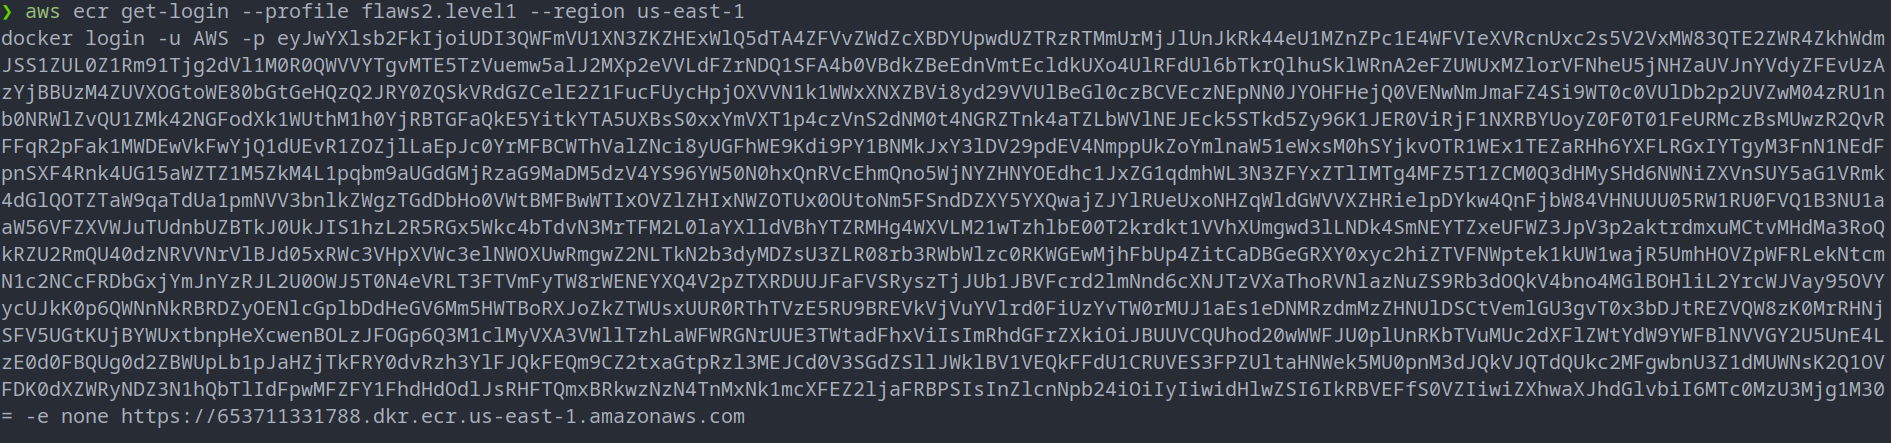 ❯ aws ecr get-login --profile flaws2.level1 --region us-east-1
docker login -u AWS -p eyJwYXlsb2FkIjoiUDI3QWFmVU1XN3ZKZHExWlQ5dTA4ZFVvZWdZcXBDYUpwdUZTRzRTMmUrMjJlUnJkRk44eU1MZnZPc1E4WFVIeXVRcnUxc2s5V2VxMW83QTE2ZWR4ZkhWdm
JSS1ZUL0Z1Rm91Tjg2dVl1M0R0QWVVYTgvMTE5TzVuemw5alJ2MXp2eVVLdFZrNDQ1SFA4b0VBdkZBeEdnVmtEcldkUXo4UlRFdUl6bTkrQlhuSklWRnA2eFZUWUxMZlorVFNheU5jNHZaUVJnYVdyZFEvUzA
zYjBBUzM4ZUVXOGtoWE80bGtGeHQzQ2JRY0ZQSkVRdGZCelE2Z1FucFUycHpjOXVVN1k1WWxXNXZBVi8yd29VVUlBeGl0czBCVEczNEpNN0JYOHFHejQ0VENwNmJmaFZ4Si9WT0c0VUlDb2p2UVZwM04zRU1n
b0NRWlZvQU1ZMk42NGFodXk1WUthM1h0YjRBTGFaQkE5YitkYTA5UXBsS0xxYmVXT1p4czVnS2dNM0t4NGRZTnk4aTZLbWVlNEJEck5STkd5Zy96K1JER0ViRjF1NXRBYUoyZ0F0T01FeURMczBsMUwzR2QvR
FFqR2pFak1MWDEwVkFwYjQ1dUEvR1ZOZjlLaEpJc0YrMFBCWThValZNci8yUGFhWE9Kdi9PY1BNMkJxY3lDV29pdEV4NmppUkZoYmlnaW51eWxsM0hSYjkvOTR1WEx1TEZaRHh6YXFLRGxIYTgyM3FnN1NEdF
pnSXF4Rnk4UG15aWZTZ1M5ZkM4L1pqbm9aUGdGMjRzaG9MaDM5dzV4YS96YW50N0hxQnRVcEhmQno5WjNYZHNYOEdhc1JxZG1qdmhWL3N3ZFYxZTlIMTg4MFZ5T1ZCM0Q3dHMySHd6NWNiZXVnSUY5aG1VRmk
4dGlQOTZTaW9qaTdUa1pmNVV3bnlkZWgzTGdDbHo0VWtBMFBwWTIxOVZlZHIxNWZOTUx0OUtoNm5FSndDZXY5YXQwajZJYlRUeUxoNHZqWldGWVVXZHRielpDYkw4QnFjbW84VHNUUU05RW1RU0FVQ1B3NU1a
aW56VFZXVWJuTUdnbUZBTkJ0UkJIS1hzL2R5RGx5Wkc4bTdvN3MrTFM2L0laYXlldVBhYTZRMHg4WXVLM21wTzhlbE00T2krdkt1VVhXUmgwd3lLNDk4SmNEYTZxeUFWZ3JpV3p2aktrdmxuMCtvMHdMa3RoQ
kRZU2RmQU40dzNRVVNrVlBJd05xRWc3VHpXVWc3elNWOXUwRmgwZ2NLTkN2b3dyMDZsU3ZLR08rb3RWbWlzc0RKWGEwMjhFbUp4ZitCaDBGeGRXY0xyc2hiZTVFNWptek1kUW1wajR5UmhHOVZpWFRLekNtcm
N1c2NCcFRDbGxjYmJnYzRJL2U0OWJ5T0N4eVRLT3FTVmFyTW8rWENEYXQ4V2pZTXRDUUJFaFVSRyszTjJUb1JBVFcrd2lmNnd6cXNJTzVXaThoRVNlazNuZS9Rb3dOQkV4bno4MGlBOHliL2YrcWJVay95OVY
ycUJkK0p6QWNnNkRBRDZyOENlcGplbDdHeGV6Mm5HWTBoRXJoZkZTWUsxUUR0RThTVzE5RU9BREVkVjVuYVlrd0FiUzYvTW0rMUJ1aEs1eDNMRzdmMzZHNUlDSCtVemlGU3gvT0x3bDJtREZVQW8zK0MrRHNj
SFV5UGtKUjBYWUxtbnpHeXcwenBOLzJFOGp6Q3M1clMyVXA3VWllTzhLaWFWRGNrUUE3TWtadFhxViIsImRhdGFrZXkiOiJBUUVCQUhod20wWWFJU0plUnRKbTVuMUc2dXFlZWtYdW9YWFBlNVVGY2U5UnE4L
zE0d0FBQUg0d2ZBWUpLb1pJaHZjTkFRY0dvRzh3YlFJQkFEQm9CZ2txaGtpRzl3MEJCd0V3SGdZSllJWklBV1VEQkFFdU1CRUVES3FPZUltaHNWek5MU0pnM3dJQkVJQTdQUkc2MFgwbnU3Z1dMUWNsK2Q1OV
FDK0dXZWRyNDZ3N1hQbTlIdFpwMFZFY1FhdHdOdlJsRHFTQmxBRkwzNzN4TnMxNk1mcXFEZ2ljaFRBPSIsInZlcnNpb24iOiIyIiwidHlwZSI6IkRBVEFfS0VZIiwiZXhwaXJhdGlvbiI6MTc0MzU3Mjg1M30
= -e none https://653711331788.dkr.ecr.us-east-1.amazonaws.com